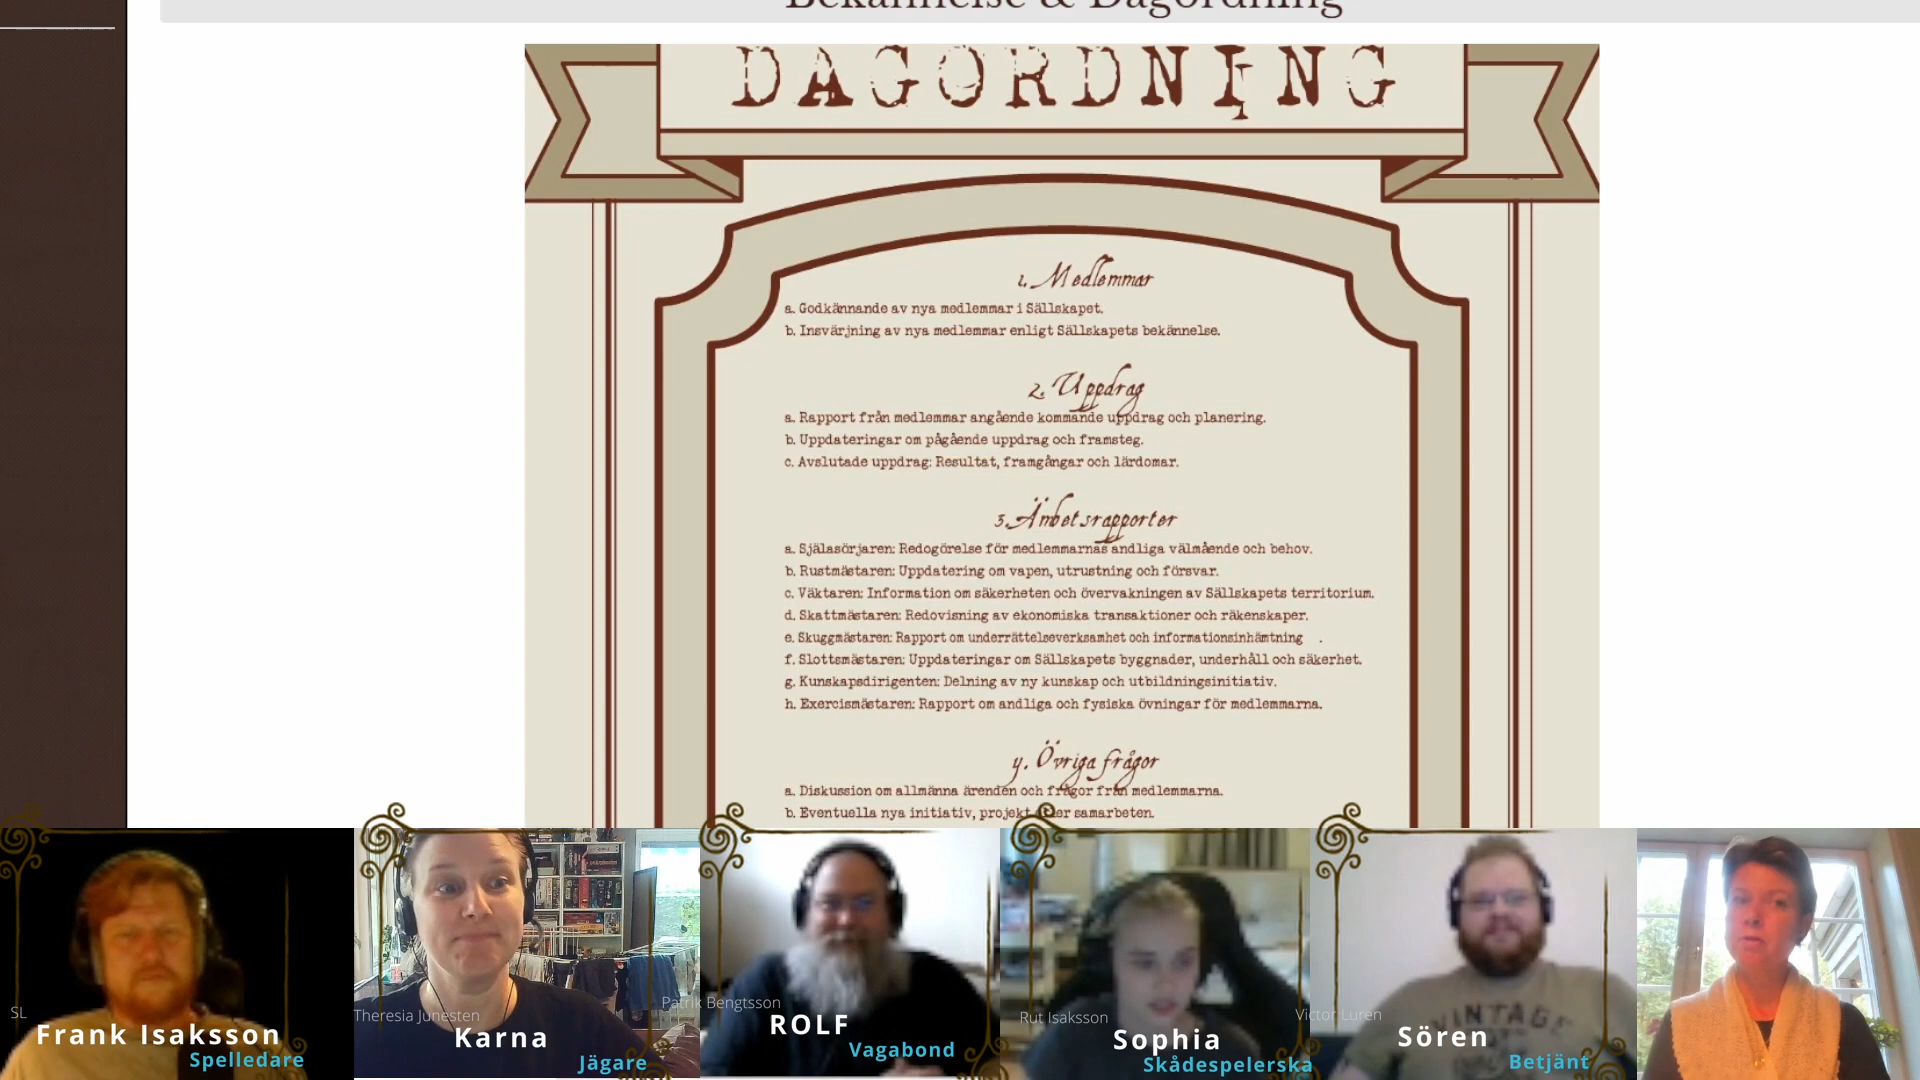 Bekännelse & Dagordning
DAGORDNING
1. Medlemmar
a. Godkännande av nya medlemmar i Sällskapet.
b. Insvärjning av nya medlemmar enligt Sällskapets bekännelse.
2. Uppdrag
a. Rapport från medlemmar angående kommande uppdrag och planering.
b. Uppdateringar om pågående uppdrag och framsteg.
c. Avslutade uppdrag: Resultat, framgångar och lärdomar.
3. Ämbetsrapporter
a. Själasörjaren: Redogörelse för medlemmarnas andliga välmående och behov.
b. Rustmästaren: Uppdatering om vapen, utrustning och försvar.
c. Väktaren: Information om säkerheten och övervakningen av Sällskapets territorium.
d. Skattmästaren: Redovisning av ekonomiska transaktioner och räkenskaper.
e. Skuggmästaren: Rapport om underrättelseverksamhet och informationsinhämtning .
f. Slottsmästaren: Uppdateringar om Sällskapets byggnader, underhåll och säkerhet.
g. Kunskapsdirigenten: Delning av ny kunskap och utbildningsinitiativ.
h. Exercismästaren: Rapport om andliga och fysiska övningar för medlemmarna.
4. Övriga frågor
a. Diskussion om allmänna ärenden och frågor från medlemmarna.
b. Eventuella nya initiativ, projekt eller samarbeten.
SL
Frank Isaksson
Spelledare
Theresia Junesten
Karna
Jägare
Patrik Bengtsson
ROLF
Vagabond
Rut Isaksson
Sophia
Skådespelerska
Victor Luren
Sören
Betjänt
VINTAGE